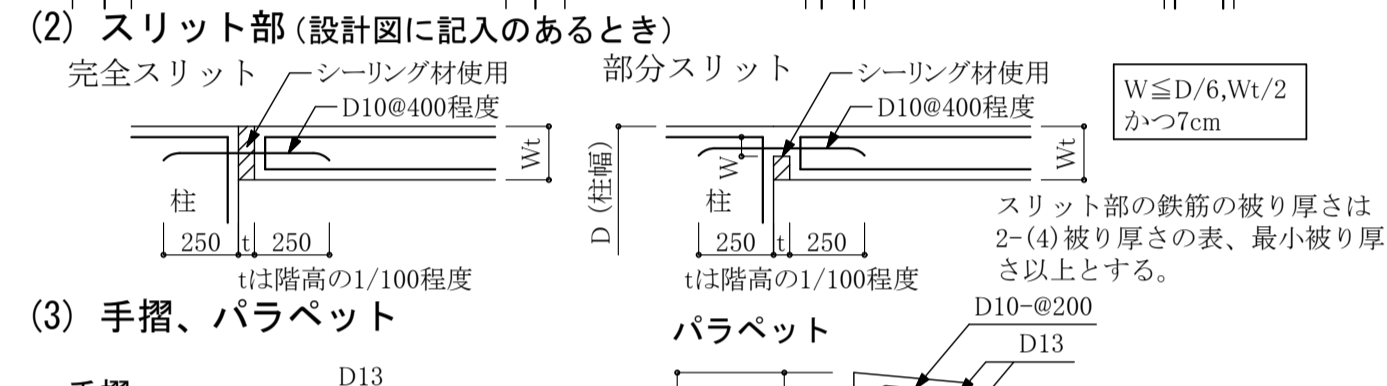 (2) スリット部(設計図に記入のあるとき)
完全スリット
シーリング材使用
D10@400程度
Wt
柱
250 t 250
tは階高の1/100程度
部分スリット
シーリング材使用
D10@400程度
W
Wt
D (柱幅)
柱
250 t 250
tは階高の1/100程度
W≦D/6,Wt/2
かつ7cm
スリット部の鉄筋の被り厚さは
2-(4)被り厚さの表、最小被り厚
さ以上とする。
(3) 手摺、パラペット
手摺
D13
パラペット
D10-@200
D13